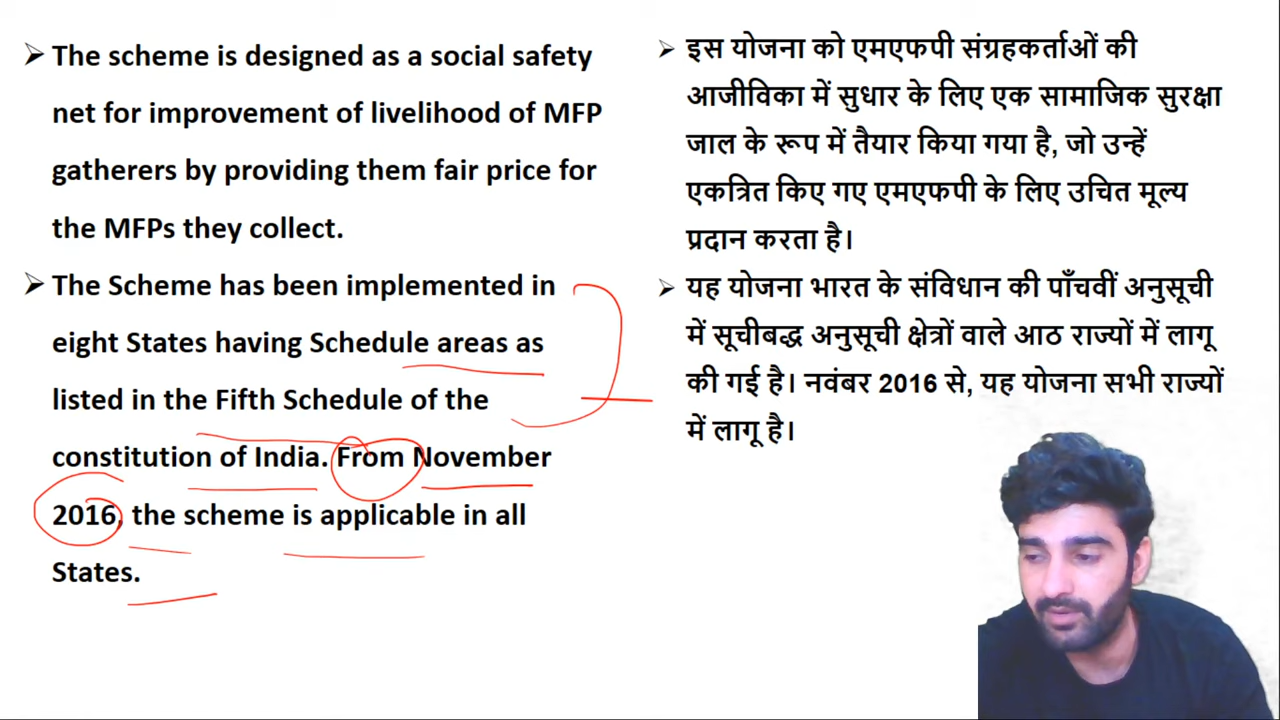 The scheme is designed as a social safety
net for improvement of livelihood of MFP
gatherers by providing them fair price for
the MFPs they collect.
The Scheme has been implemented in
eight States having Schedule areas as
listed in the Fifth Schedule of the
constitution of India. From November
2016, the scheme is applicable in all
States.
इस योजना को एमएफपी संग्रहकर्ताओं की
आजीविका में सुधार के लिए एक सामाजिक सुरक्षा
जाल के रूप में तैयार किया गया है, जो उन्हें
एकत्रित किए गए एमएफपी के लिए उचित मूल्य
प्रदान करता है।
यह योजना भारत के संविधान की पाँचवीं अनुसूची
में सूचीबद्ध अनुसूची क्षेत्रों वाले आठ राज्यों में लागू
की गई है। नवंबर 2016 से, यह योजना सभी राज्यों
में लागू है।